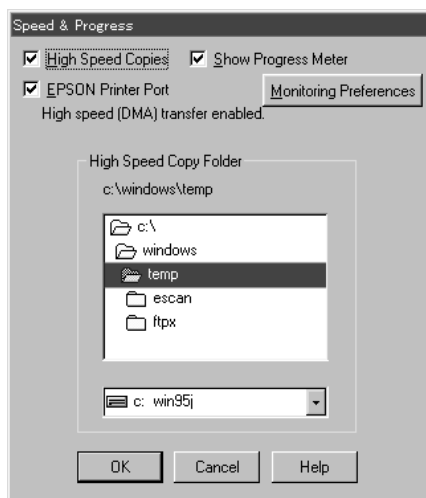 Speed & Progress
High Speed Copies Show Progress Meter
EPSON Printer Port Monitoring Preferences
High speed (DMA) transfer enabled.
High Speed Copy Folder
c:\windows\temp
c:\
windows
temp
escan
ftpx
c: win95j
OK Cancel Help